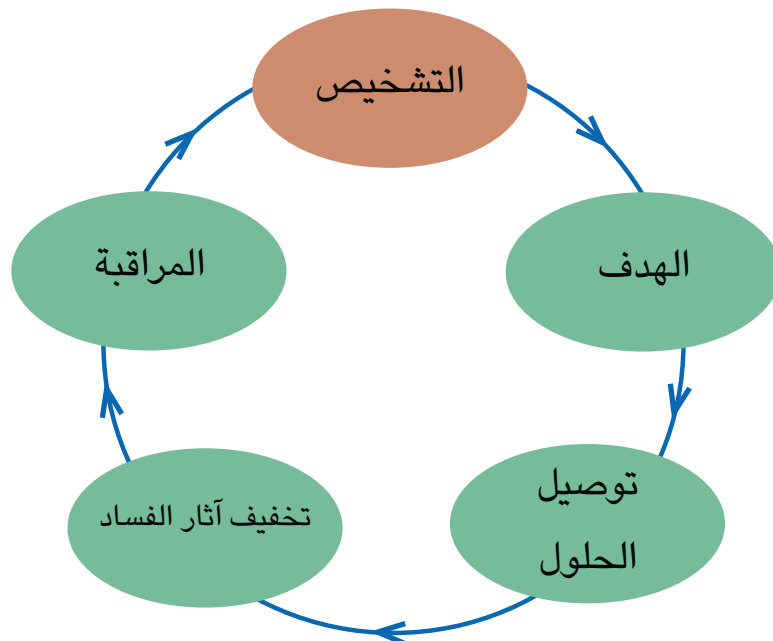 التشخيص
الهدف
توصيل
الحلول
تخفيف آثار الفساد
المراقبة